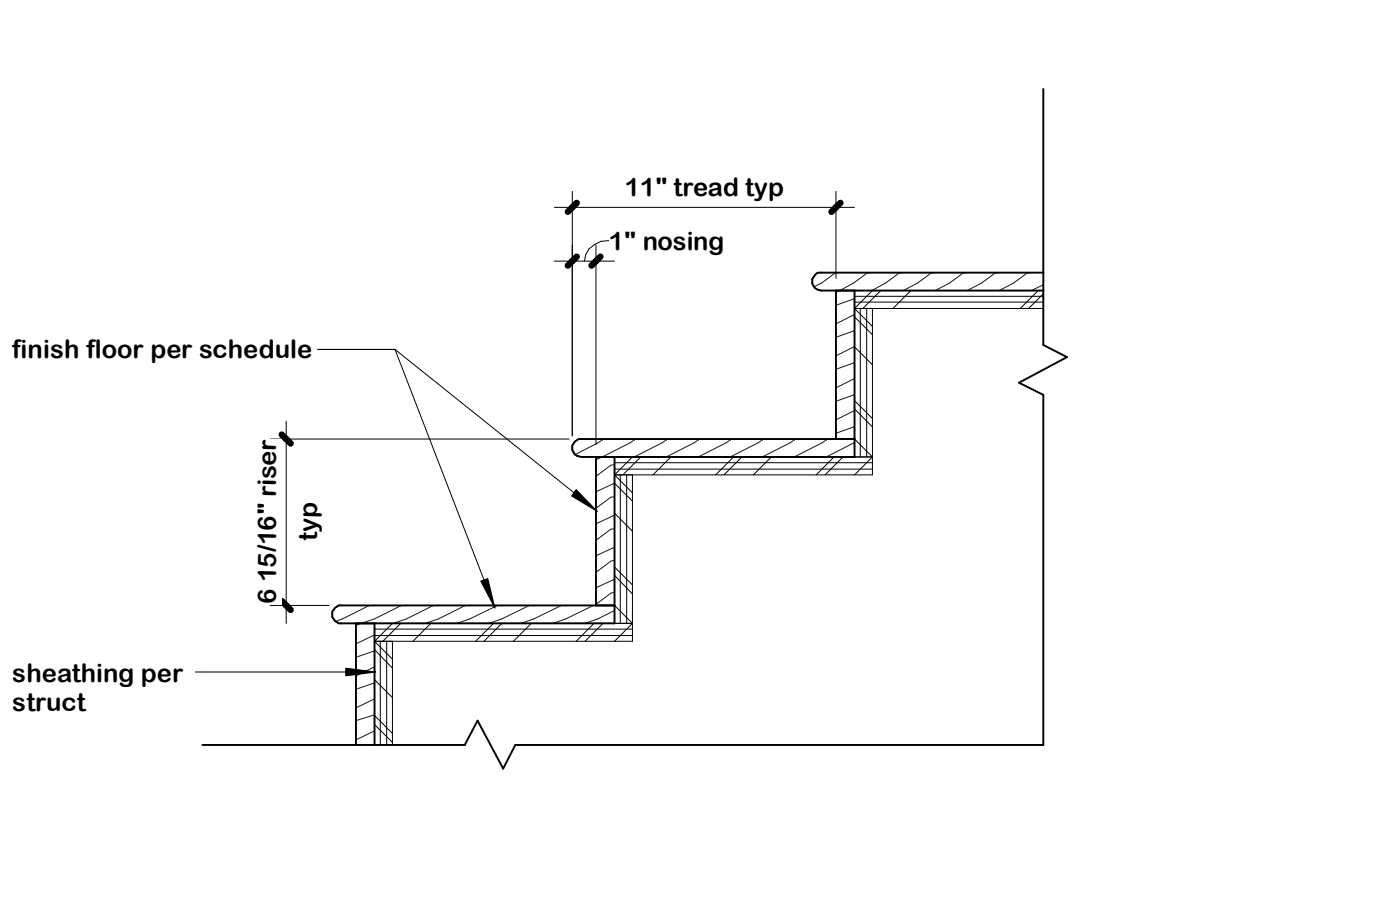 11" tread typ
1" nosing
finish floor per schedule
6 15/16" riser
typ
sheathing per
struct